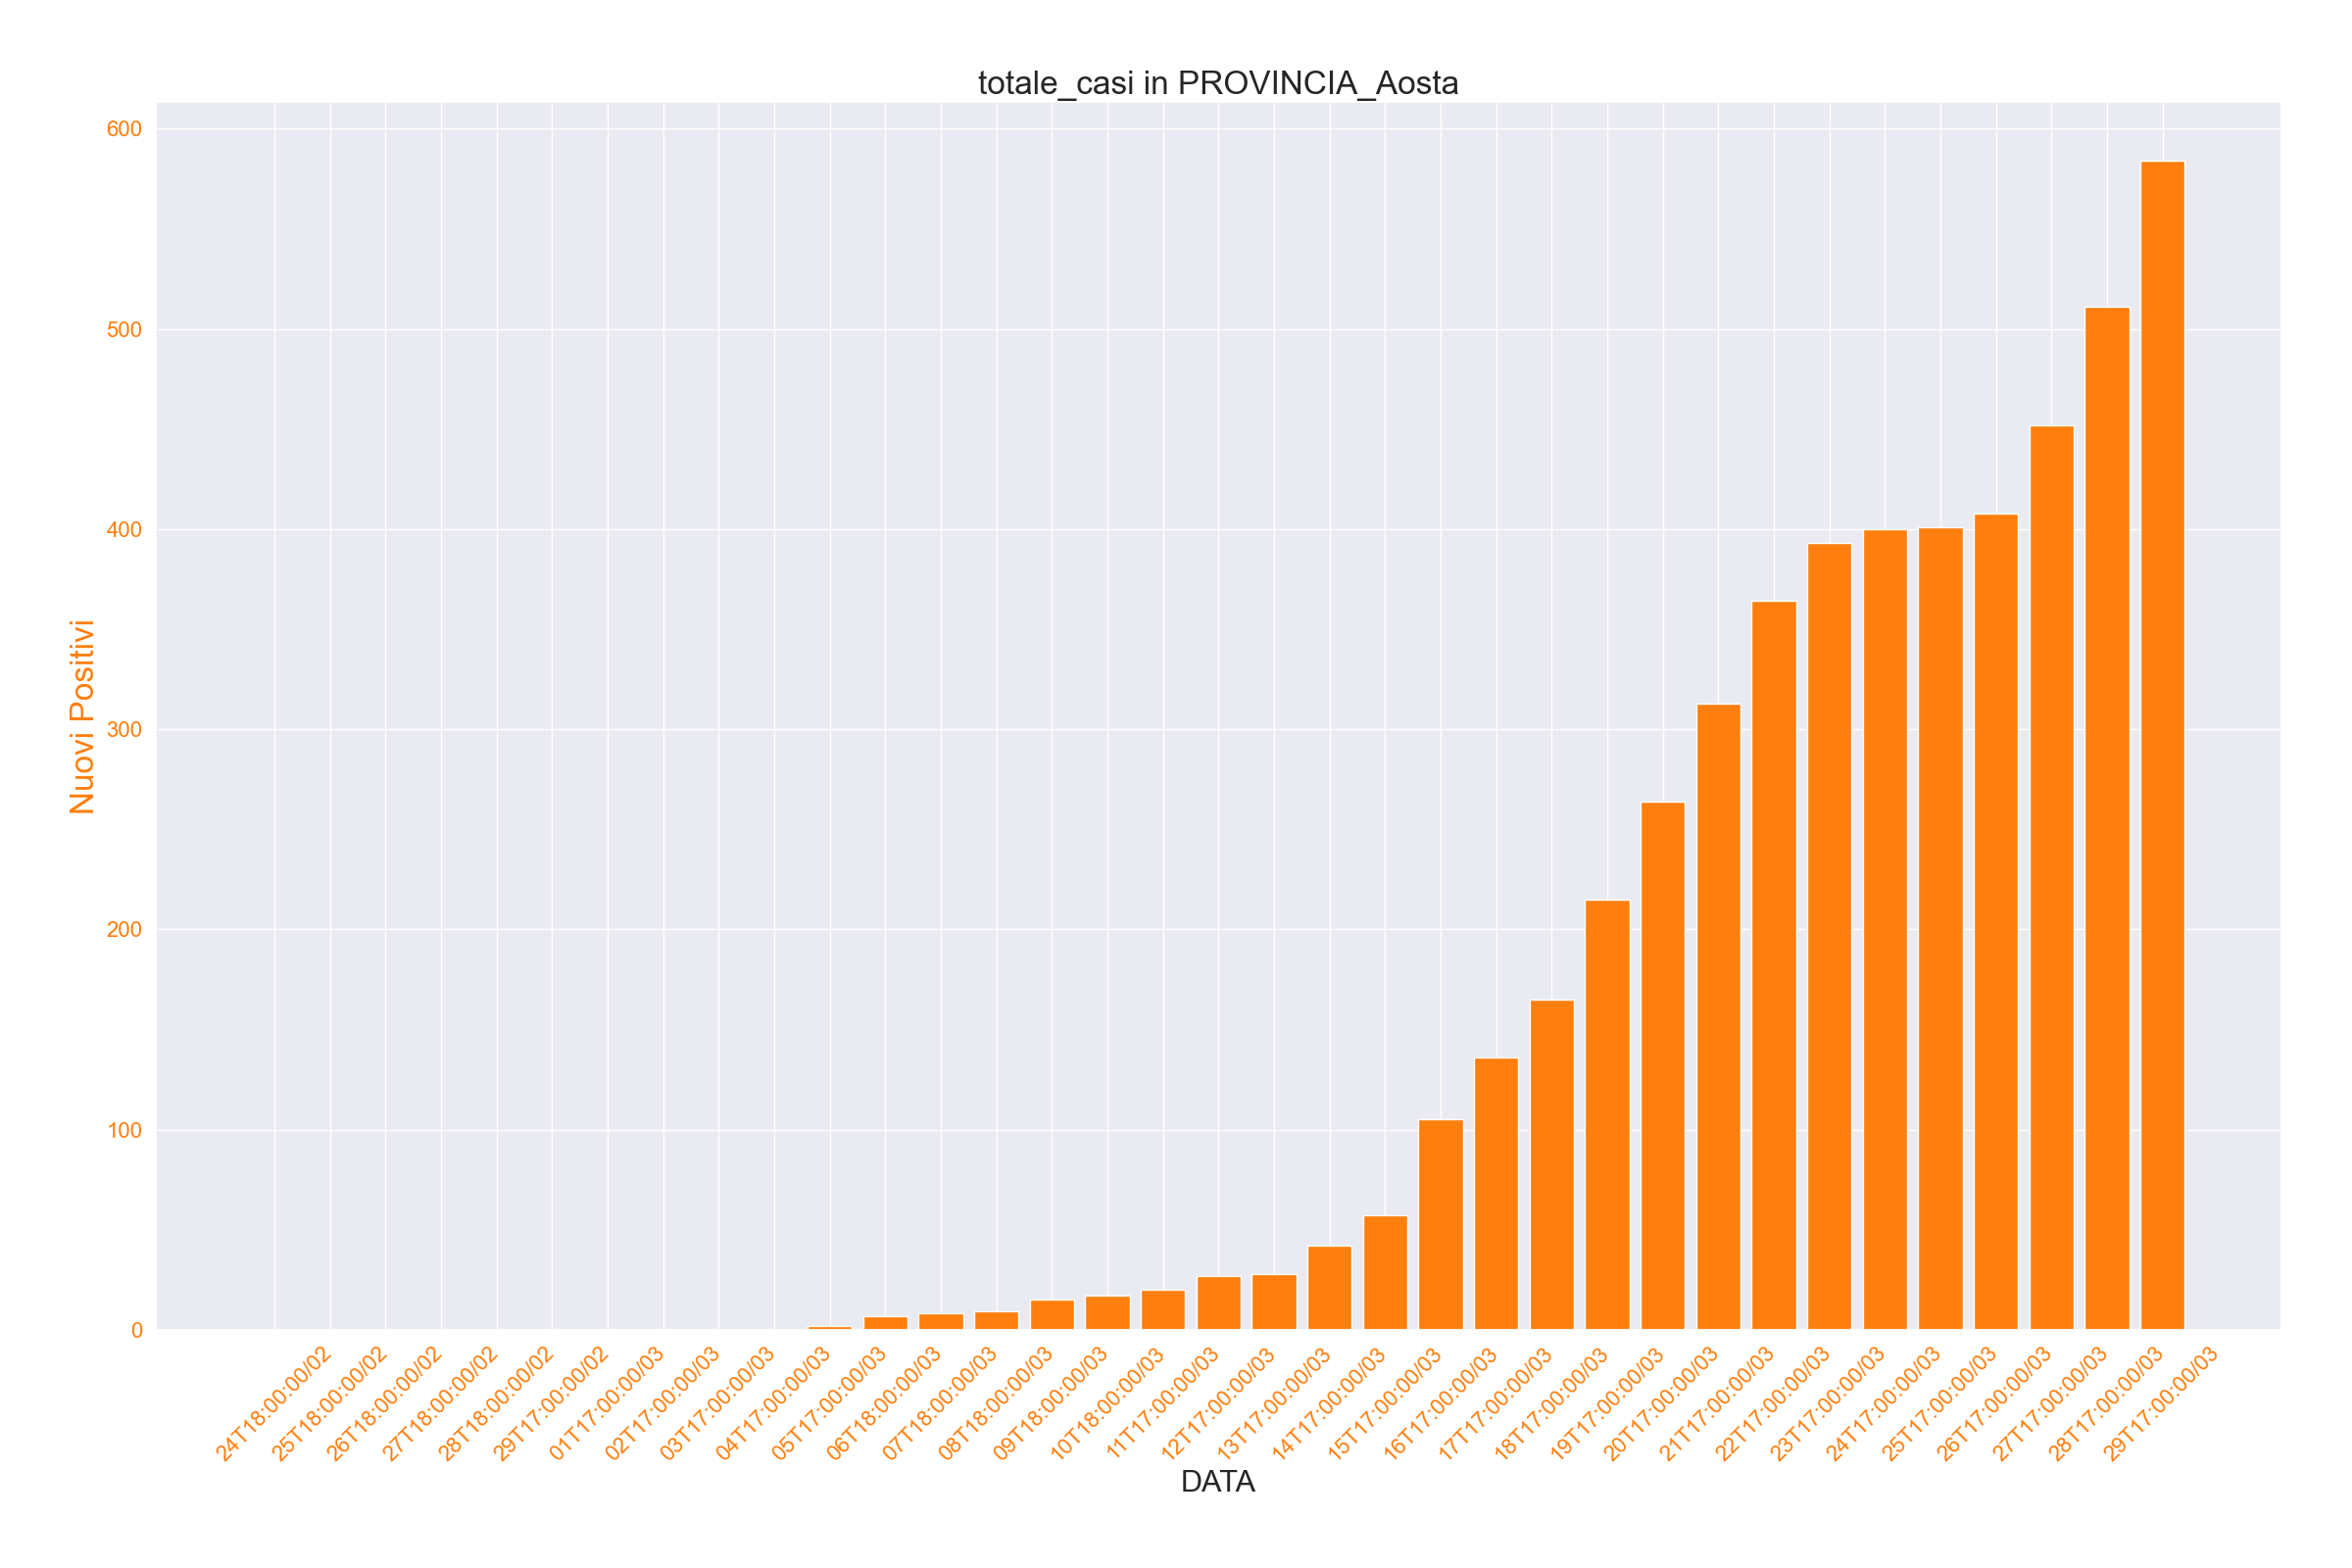 totale_casi in PROVINCIA_Aosta
600
500
400
300
200
100
0
Nuovi Positivi
24T18:00:00/02
25T18:00:00/02
26T18:00:00/02
27T18:00:00/02
28T18:00:00/02
29T17:00:00/02
01T17:00:00/03
02T17:00:00/03
03T17:00:00/03
04T17:00:00/03
05T17:00:00/03
06T18:00:00/03
07T18:00:00/03
08T18:00:00/03
09T18:00:00/03
10T18:00:00/03
11T17:00:00/03
12T17:00:00/03
13T17:00:00/03
14T17:00:00/03
15T17:00:00/03
16T17:00:00/03
17T17:00:00/03
18T17:00:00/03
19T17:00:00/03
20T17:00:00/03
21T17:00:00/03
22T17:00:00/03
23T17:00:00/03
24T17:00:00/03
25T17:00:00/03
26T17:00:00/03
27T17:00:00/03
28T17:00:00/03
29T17:00:00/03
DATA